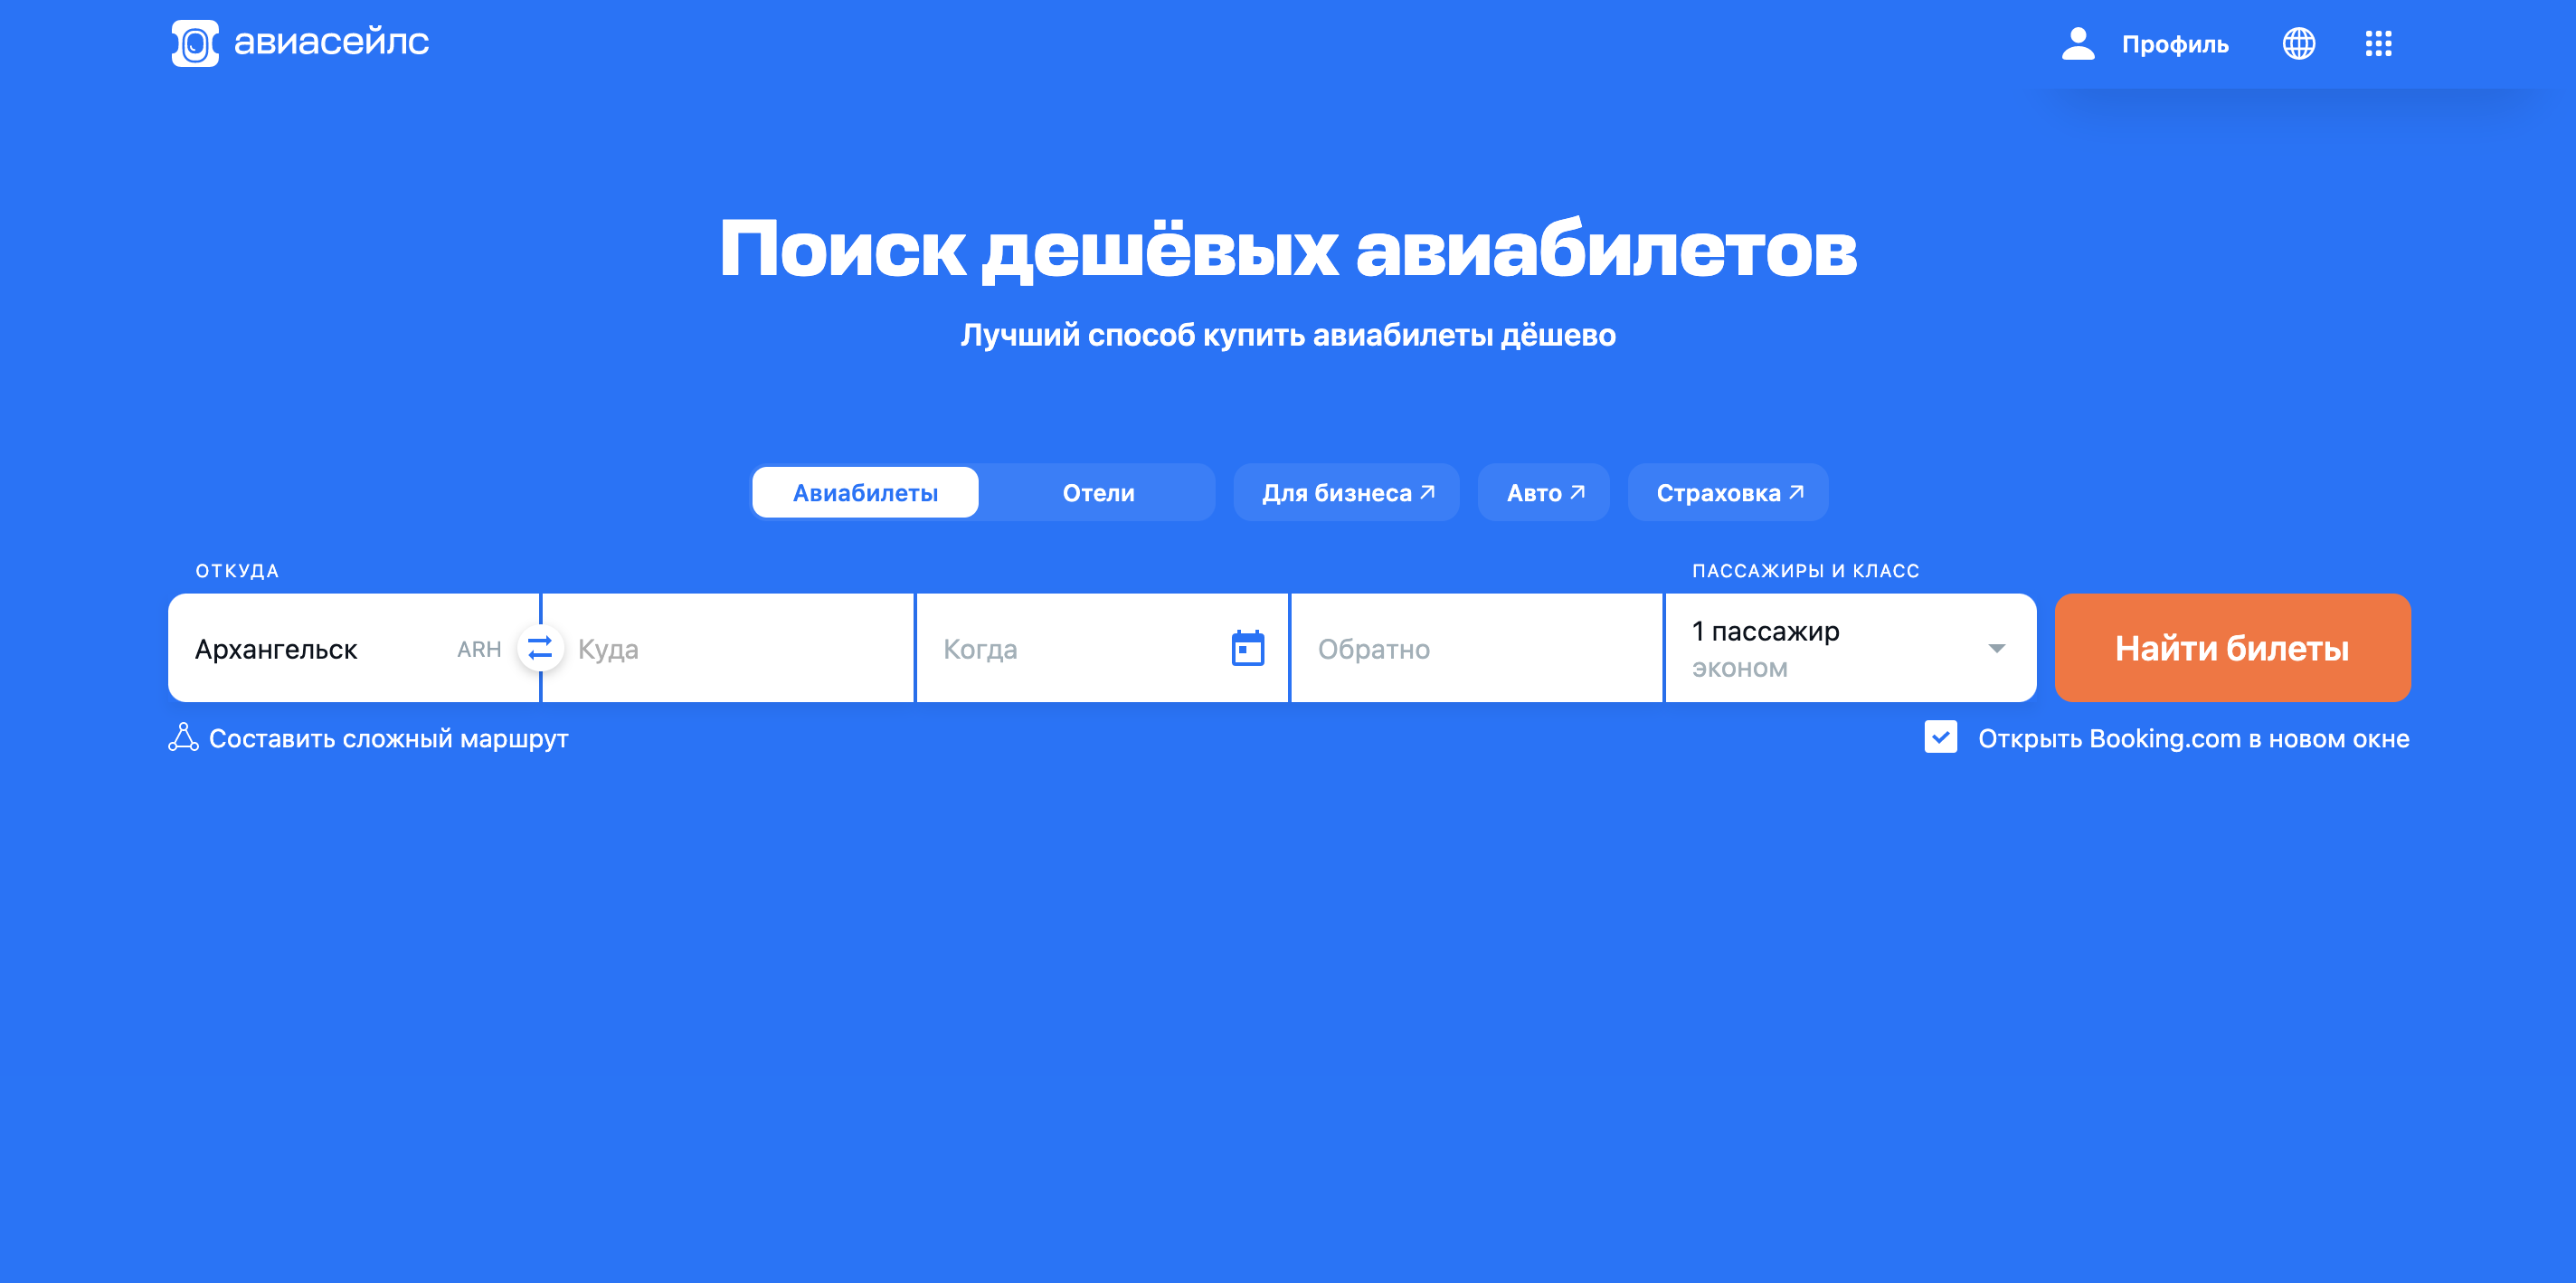 авиасейлс
Профиль
Поиск дешёвых авиабилетов
Лучший способ купить авиабилеты дёшево
Авиабилеты
Отели
Для бизнеса
Авто
Страховка
ОТКУДА
ПАССАЖИРЫ И КЛАСС
Архангельск
ARH
Куда
Когда
Обратно
1 пассажир
эконом
Найти билеты
Составить сложный маршрут
Открыть Booking.com в новом окне